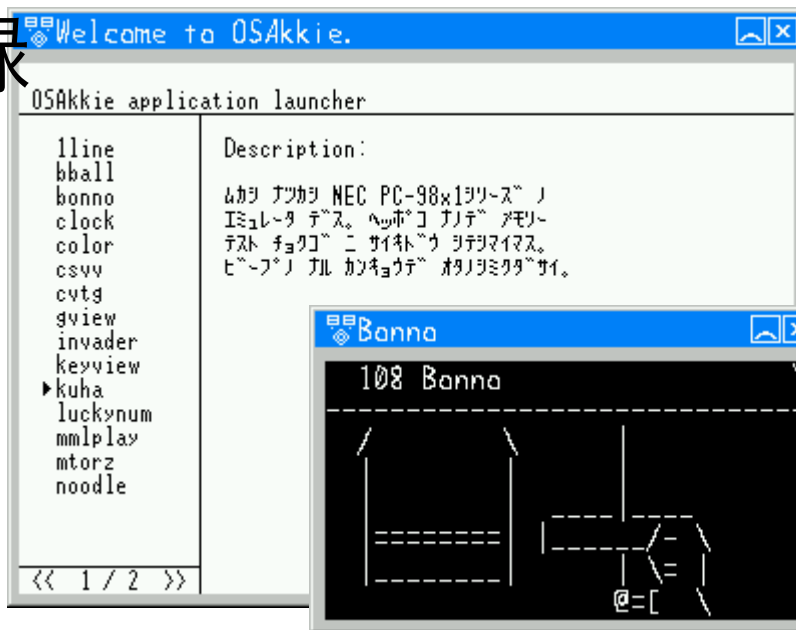 録
Welcome to OSAkkie.
OSAkkie application launcher
1line
bball
bonno
clock
color
csvv
cvtg
gview
invader
keyview
▶kuha
luckynum
mmlplay
mtorz
noodle
<< 1 / 2 >>
Description:
ムカシ ナツカシ NEC PC-98x1シリーズ ノ
エミュレータ デス。 ヘッポコ ナノデ アモリー
テスト チョクゴ ニ サイキドウ シテシマイマス。
ビープノ ナル カンキョウデ オタノシミクダサイ。
Bonno
108 Bonno
@=[